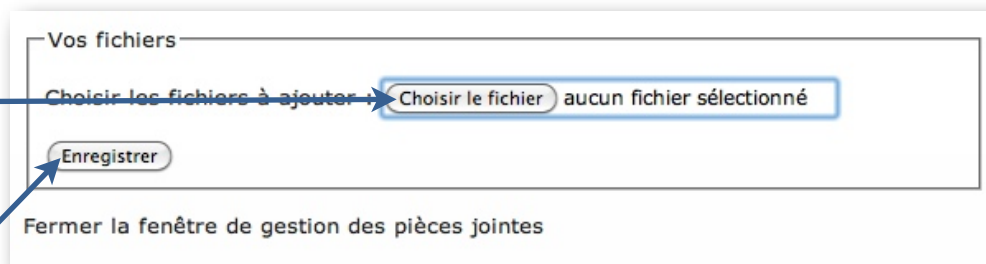 Vos fichiers
Choisir les fichiers à ajouter : Choisir le fichier aucun fichier sélectionné
Enregistrer
Fermer la fenêtre de gestion des pièces jointes